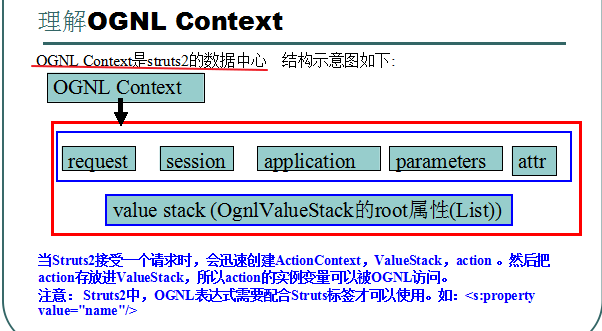 理解OGNL Context
OGNL Context是struts2的数据中心 结构示意图如下:
OGNL Context
request session application parameters attr
value stack (OgnlValueStack的root属性(List))
当Struts2接受一个请求时，会迅速创建ActionContext，ValueStack，action 。然后把
action存放进ValueStack，所以action的实例变量可以被OGNL访问。
注意： Struts2中，OGNL表达式需要配合Struts标签才可以使用。如：<s:property
value="name"/>